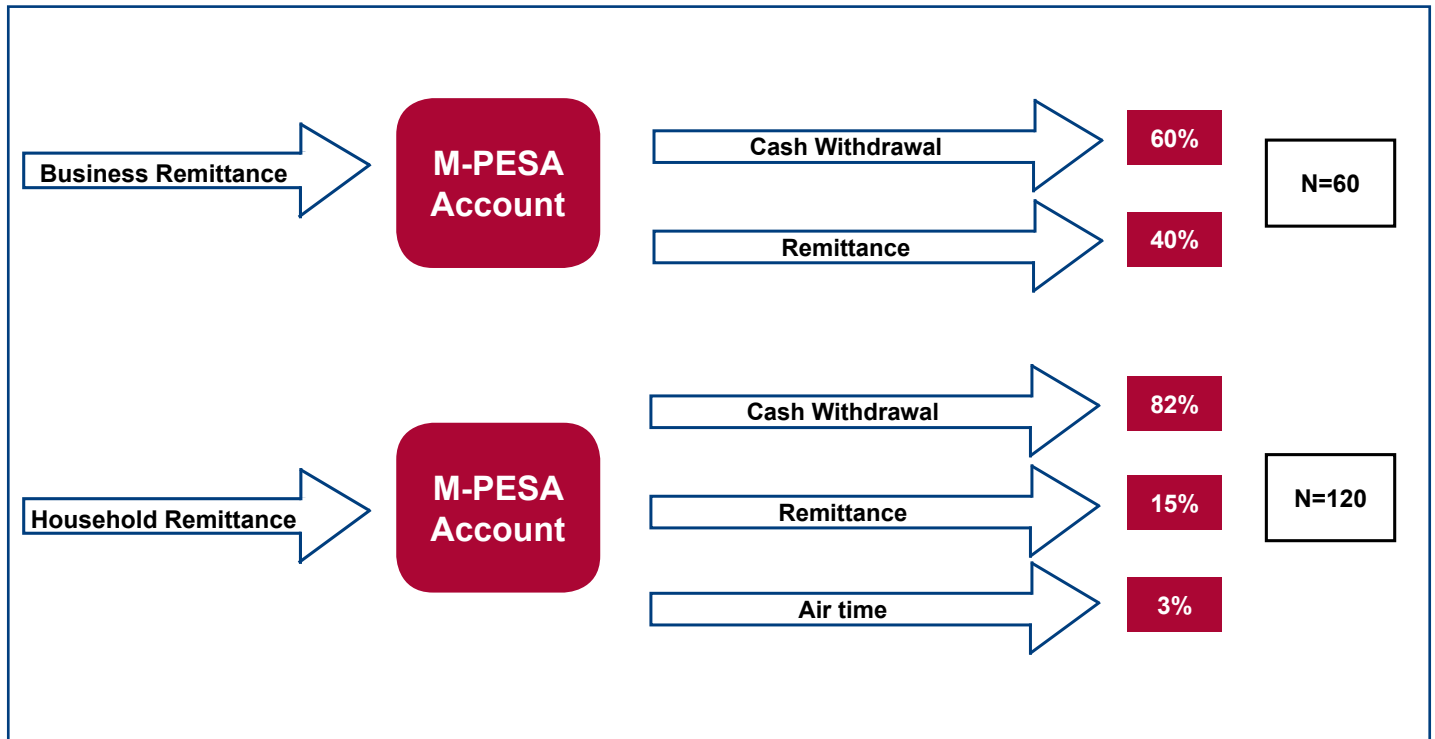 Business Remittance
M-PESA
Account
Cash Withdrawal
60%
Remittance
40%
N=60
Household Remittance
M-PESA
Account
Cash Withdrawal
82%
Remittance
15%
Air time
3%
N=120